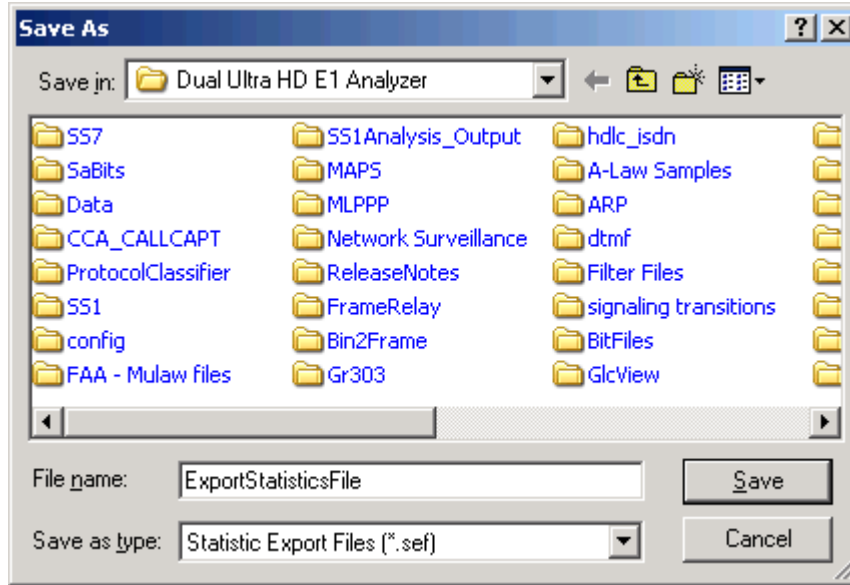 Save As
Save in: Dual Ultra HD E1 Analyzer
SS7 SS1Analysis_Output hdlc_isdn
SaBits MAPS A-Law Samples
Data MLPPP ARP
CCA_CALLCAPT Network Surveillance dtmf
ProtocolClassifier ReleaseNotes Filter Files
SS1 FrameRelay signaling transitions
config Bin2Frame BitFiles
FAA - Mulaw files Gr303 GlcView
File name: ExportStatisticsFile Save
Save as type: Statistic Export Files (*.sef) Cancel